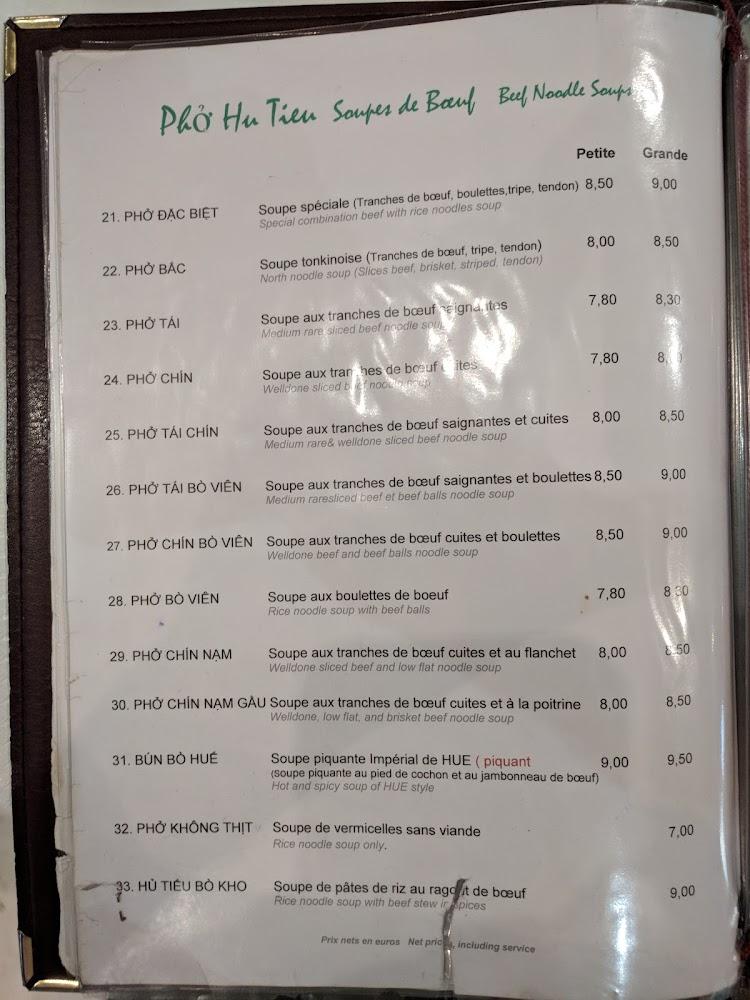 Phở Hu Tieu Soupes de Bœuf Beef Noodle Soups
Petite Grande
21. PHỞ ĐẶC BIỆT Soupe spéciale (Tranches de bœuf, boulettes,tripe, tendon) 8,50 9,00
Special combination beef with rice noodles soup
22. PHỞ BẮC Soupe tonkinoise (Tranches de bœuf, tripe, tendon) 8,00 8,50
North noodle soup (Slices beef, brisket, striped, tendon)
23. PHỞ TÁI Soupe aux tranches de bœuf saignantes 7,80 8,30
Medium rare sliced beef noodle soup
24. PHỞ CHÍN Soupe aux tranches de bœuf cuites 7,80
Welldone sliced beef noodle soup
25. PHỞ TÁI CHÍN Soupe aux tranches de bœuf saignantes et cuites 8,00 8,50
Medium rare& welldone sliced beef noodle soup
26. PHỞ TÁI BÒ VIÊN Soupe aux tranches de bœuf saignantes et boulettes 8,50 9,00
Medium raresliced beef et beef balls noodle soup
27. PHỞ CHÍN BÒ VIÊN Soupe aux tranches de bœuf cuites et boulettes 8,50 9,00
Welldone beef and beef balls noodle soup
28. PHỞ BÒ VIÊN Soupe aux boulettes de boeuf 7,80 8,30
Rice noodle soup with beef balls
29. PHỞ CHÍN NẠM Soupe aux tranches de bœuf cuites et au flanchet 8,00 8,50
Welldone sliced beef and low flat noodle soup
30. PHỞ CHÍN NẠM GẦU Soupe aux tranches de bœuf cuites et à la poitrine 8,00 8,50
Welldone, low flat, and brisket beef noodle soup
31. BÚN BÒ HUẾ Soupe piquante Impérial de HUE ( piquant 9,00 9,50
(Soupe piquante au pied de cochon et au jambonneau de bœuf)
Hot and spicy soup of HUE style
32. PHỞ KHÔNG THỊT Soupe de vermicelles sans viande 7,00
Rice noodle soup only.
33. HỦ TIẾU BÒ KHO Soupe de pâtes de riz au ragoût de bœuf 9,00
Rice noodle soup with beef stew in spices
Prix nets en euros Net prices, including service